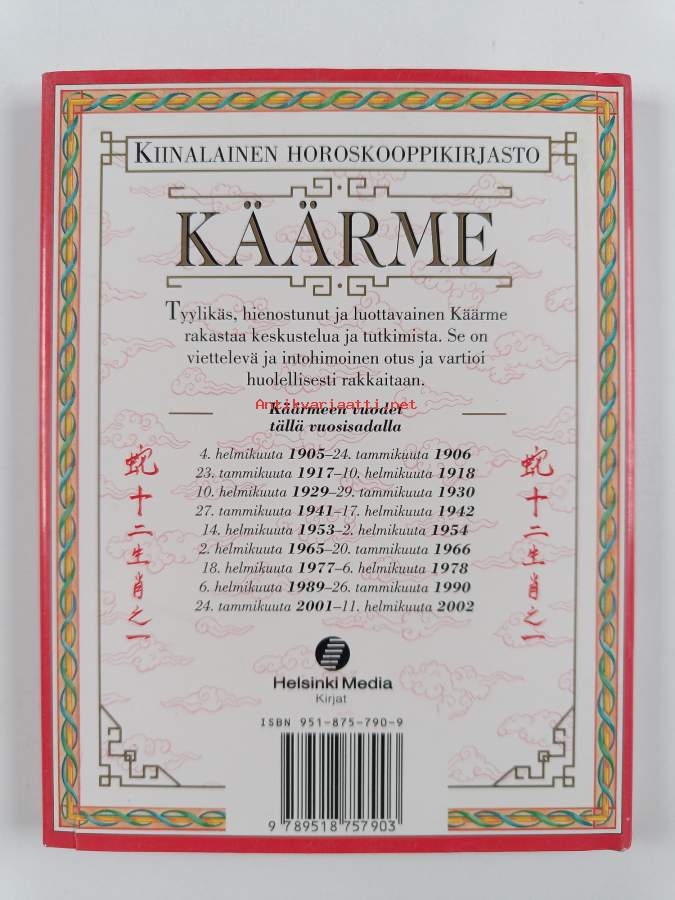 KIINALAINEN HOROSKOOPPIKIRJASTO
KÄÄRME
Tyylikäs, hienostunut ja luottavainen Käärme
rakastaa keskustelua ja tutkimista. Se on
viettelevä ja intohimoinen otus ja vartioi
huolellisesti rakkaitaan.
Antikvariaatti.net
Käärmeen vuodet
tällä vuosisadalla
4. helmikuuta 1905–24. tammikuuta 1906
23. tammikuuta 1917–10. helmikuuta 1918
10. helmikuuta 1929–29. tammikuuta 1930
27. tammikuuta 1941–17. helmikuuta 1942
14. helmikuuta 1953–2. helmikuuta 1954
2. helmikuuta 1965–20. tammikuuta 1966
18. helmikuuta 1977–6. helmikuuta 1978
6. helmikuuta 1989–26. tammikuuta 1990
24. tammikuuta 2001–11. helmikuuta 2002
蛇十二生肖之一
蛇十二生肖之一
Helsinki Media
Kirjat
ISBN 951-875-790-9
9 789518 757903